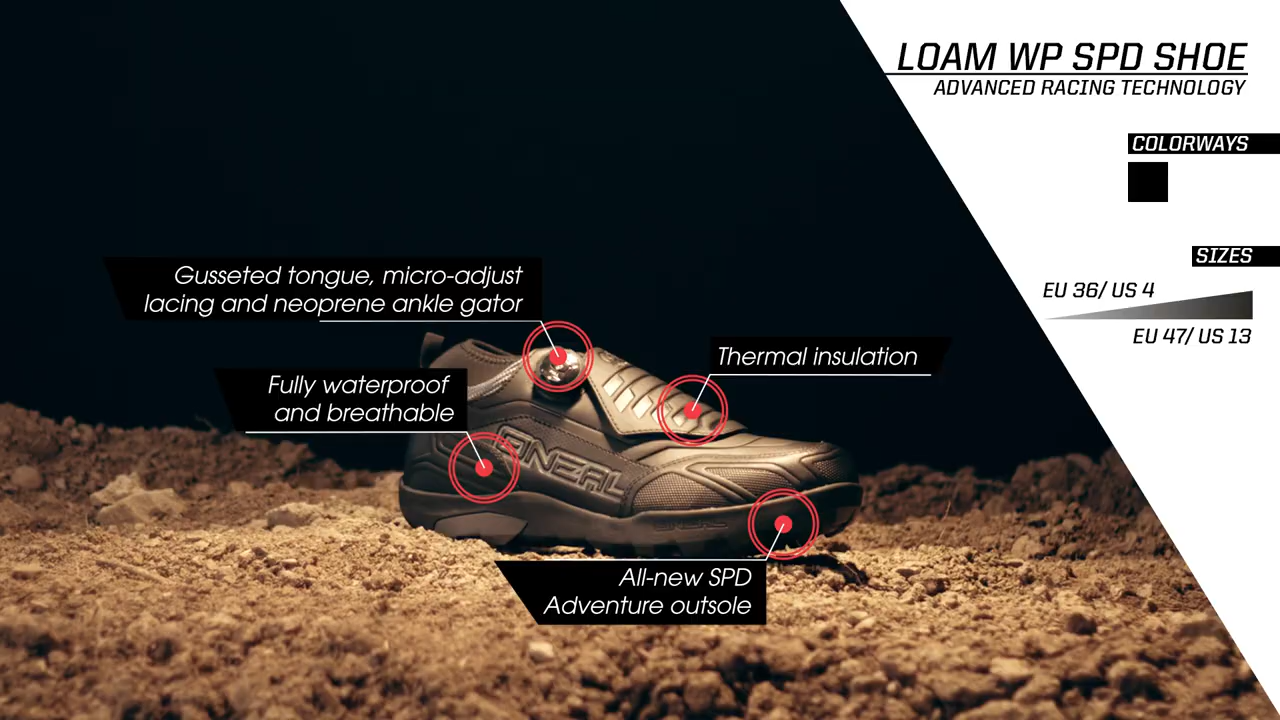 LOAM WP SPD SHOE
ADVANCED RACING TECHNOLOGY
COLORWAYS
SIZES
EU 36/ US 4
EU 47/ US 13
Gusseted tongue, micro-adjust
lacing and neoprene ankle gator
Thermal insulation
Fully waterproof
and breathable
ONEAL
ONEAL
All-new SPD
Adventure outsole